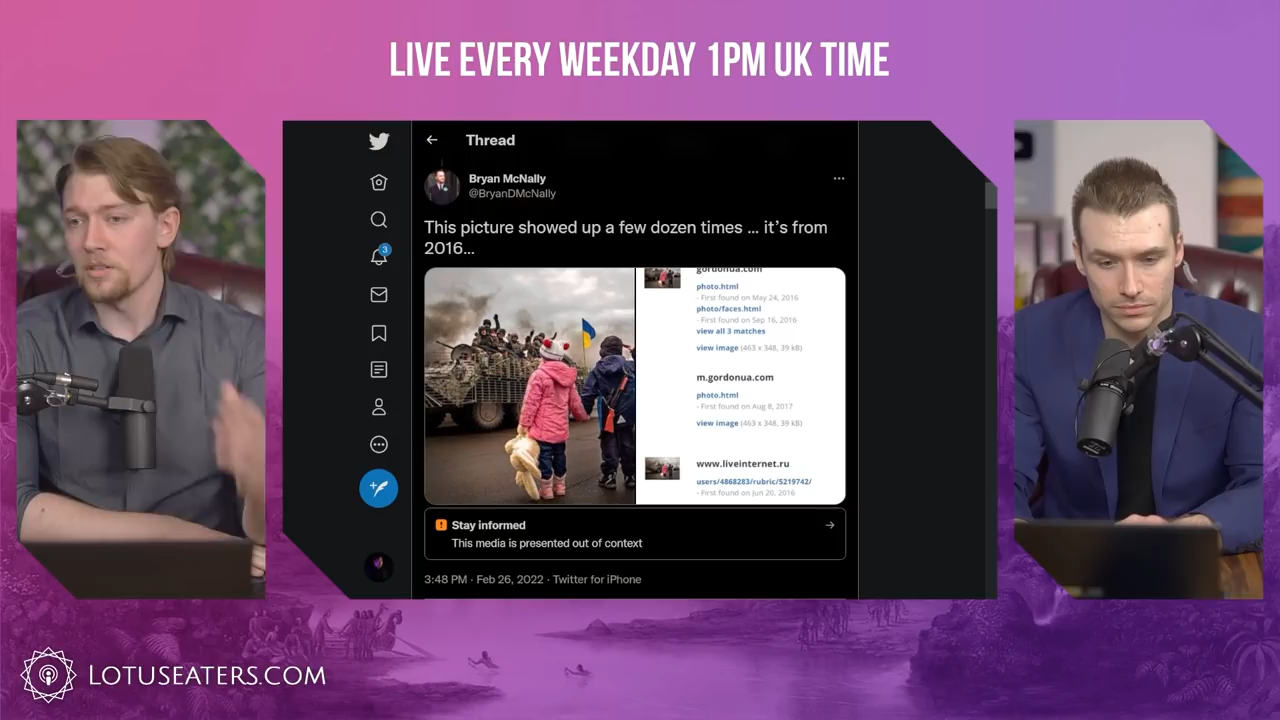 LIVE EVERY WEEKDAY 1PM UK TIME
Thread
Bryan McNally
@BryanDMcNally
This picture showed up a few dozen times ... it's from
2016...
gordonua.com
photo.html
- First found on May 24, 2016
photo/faces.html
- First found on Sep 16, 2016
view all 3 matches
view image (463 x 348, 39 kB)
m.gordonua.com
photo.html
- First found on Aug 8, 2017
view image (463 x 348, 39 kB)
www.liveinternet.ru
users/4868283/rubric/5219742/
- First found on Jun 20, 2016
3
Stay informed
This media is presented out of context
3:48 PM · Feb 26, 2022 · Twitter for iPhone
LOTUSEATERS.COM